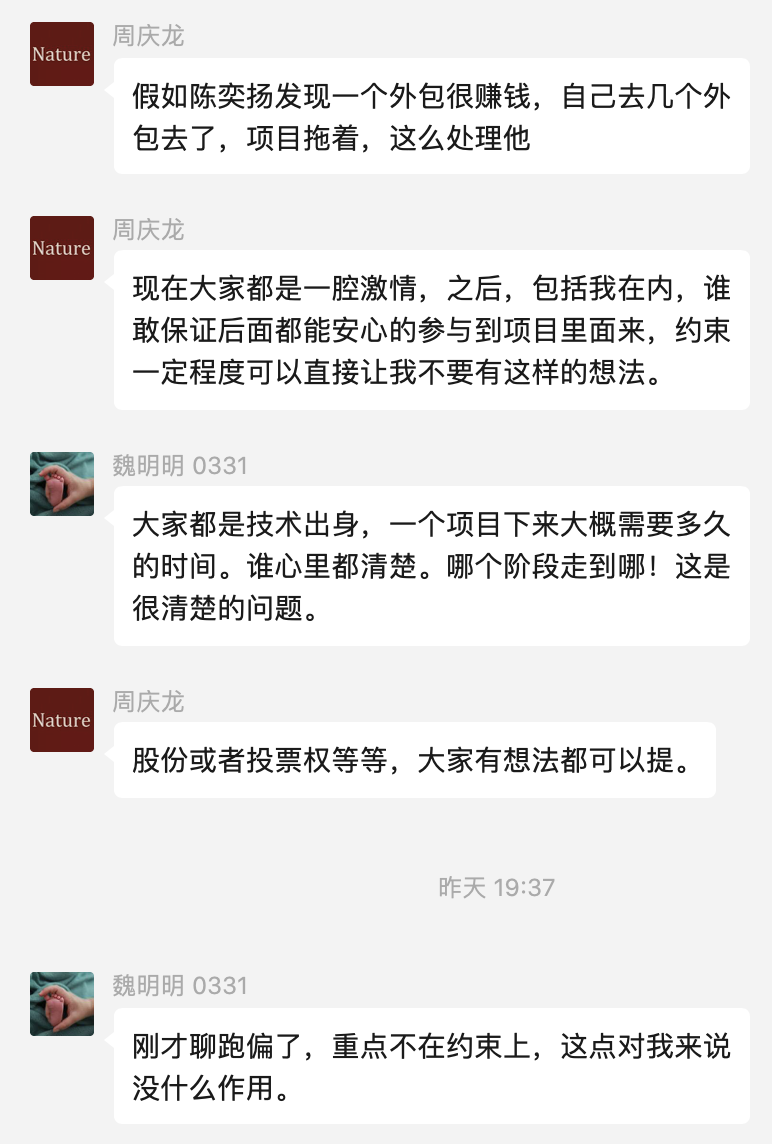 Nature
周庆龙
假如陈奕扬发现一个外包很赚钱，自己去几个外
包去了，项目拖着，这么处理他
Nature
周庆龙
现在大家都是一腔激情，之后，包括我在内，谁
敢保证后面都能安心的参与到项目里面来，约束
一定程度可以直接让我不要有这样的想法。
魏明明 0331
大家都是技术出身，一个项目下来大概需要多久
的时间。谁心里都清楚。哪个阶段走到哪！这是
很清楚的问题。
Nature
周庆龙
股份或者投票权等等，大家有想法都可以提。
昨天 19:37
魏明明 0331
刚才聊跑偏了，重点不在约束上，这点对我来说
没什么作用。